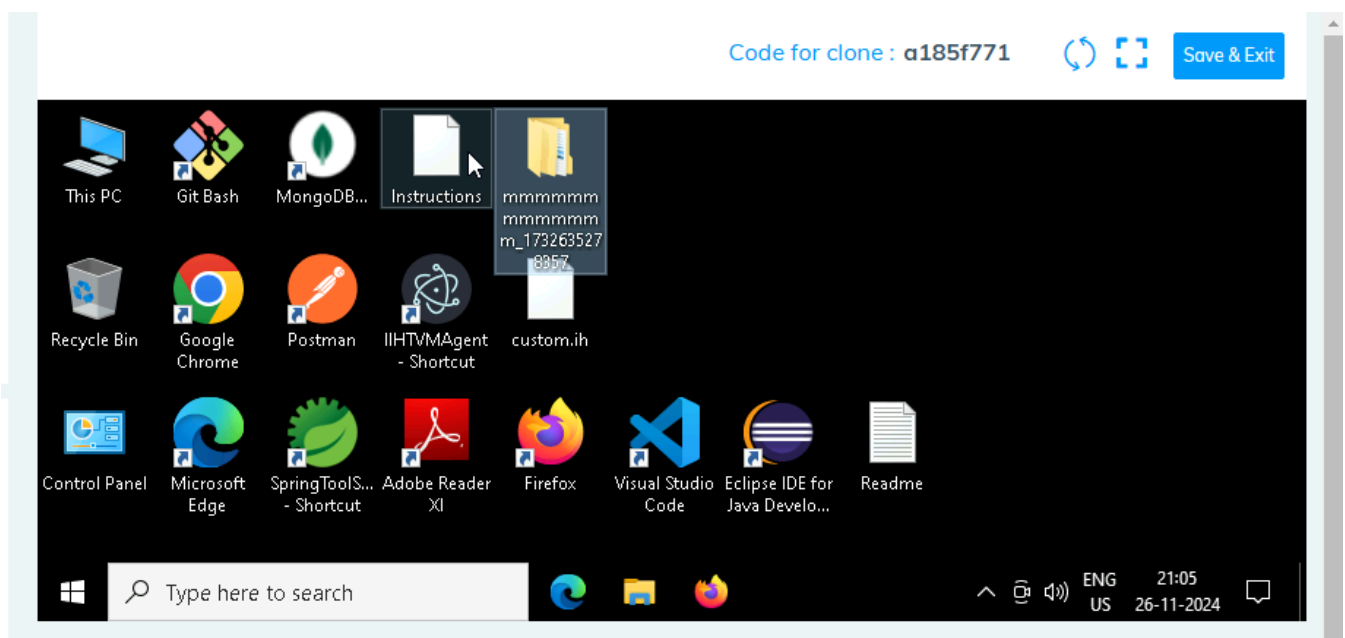 Code for clone : a185f771
Save & Exit
This PC
Git Bash
MongoDB...
Instructions
mmmmmm
mmmmmm
m_173263527
8357
Recycle Bin
Google
Chrome
Postman
IIHTVMAgent
- Shortcut
custom.ih
Control Panel
Microsoft
Edge
SpringToolS...
- Shortcut
Adobe Reader
XI
Firefox
Visual Studio
Code
Eclipse IDE for
Java Develo...
Readme
Type here to search
ENG
US
21:05
26-11-2024